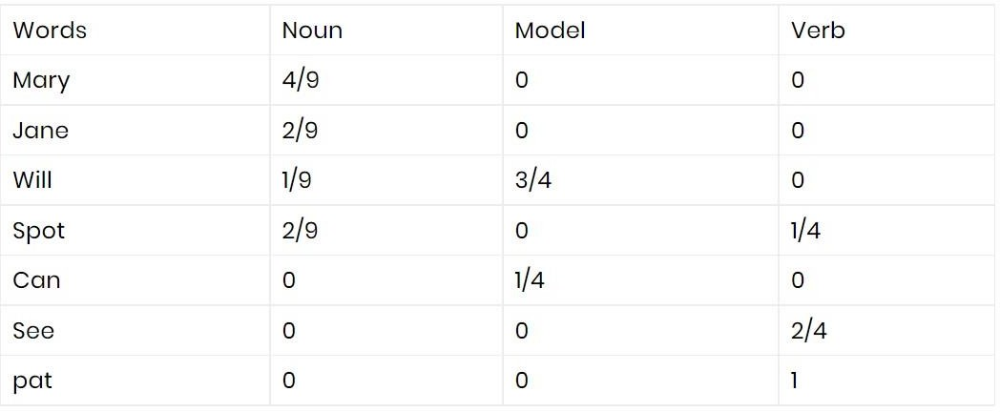 Words Noun Model Verb
Mary 4/9 0 0
Jane 2/9 0 0
Will 1/9 3/4 0
Spot 2/9 0 1/4
Can 0 1/4 0
See 0 0 2/4
pat 0 0 1